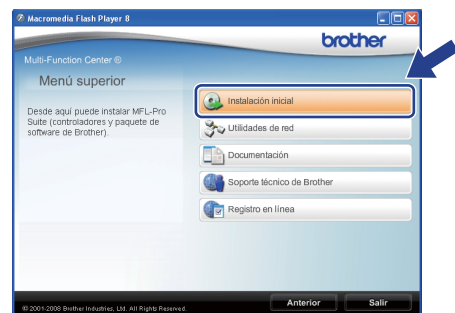 Macromedia Flash Player 8
brother
Multi-Function Center ®
Menú superior
Desde aquí puede instalar MFL-Pro
Suite (controladores y paquete de
software de Brother).
Instalación inicial
Utilidades de red
Documentación
Soporte técnico de Brother
Registro en línea
© 2001-2008 Brother Industries, Ltd. All Rights Reserved.
Anterior
Salir